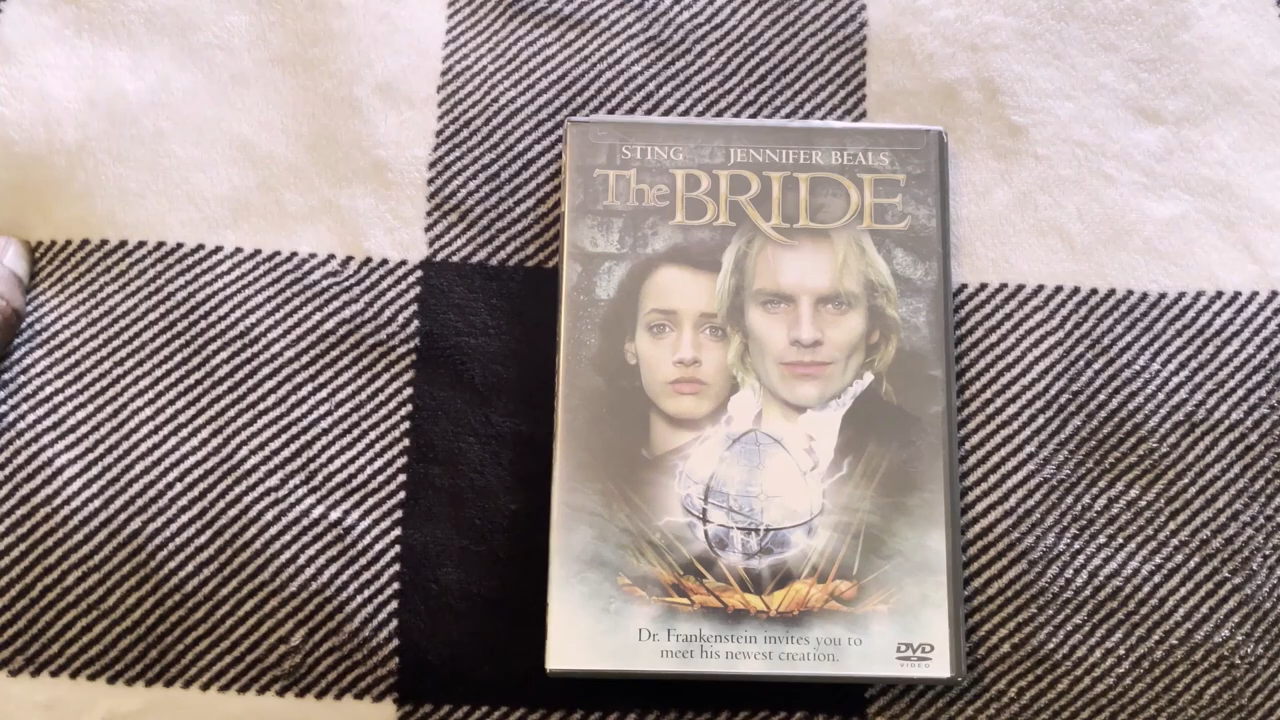 STING JENNIFER BEALS
The BRIDE
Dr. Frankenstein invites you to
meet his newest creation.
DVD
VIDEO